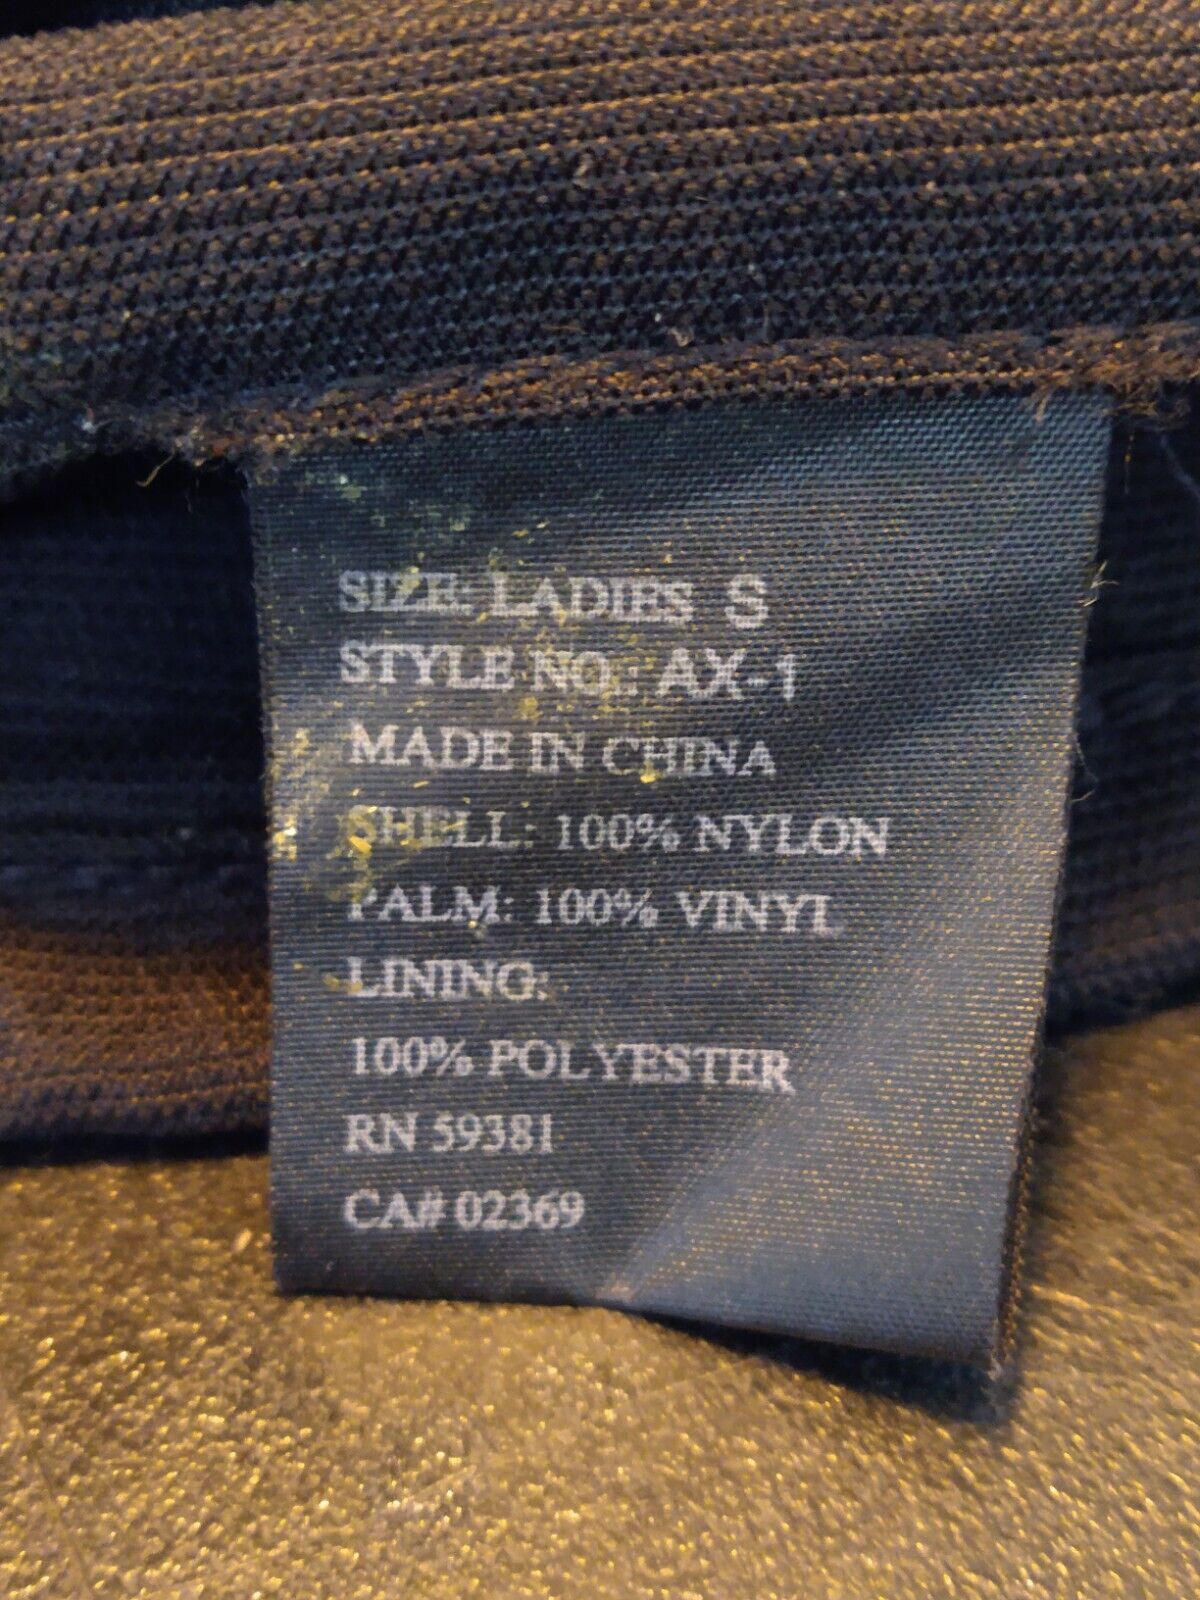 SIZE: LADIES S
STYLE NO.: AX-1
MADE IN CHINA
SHELL: 100% NYLON
PALM: 100% VINYL
LINING:
100% POLYESTER
RN 59381
CA# 02369